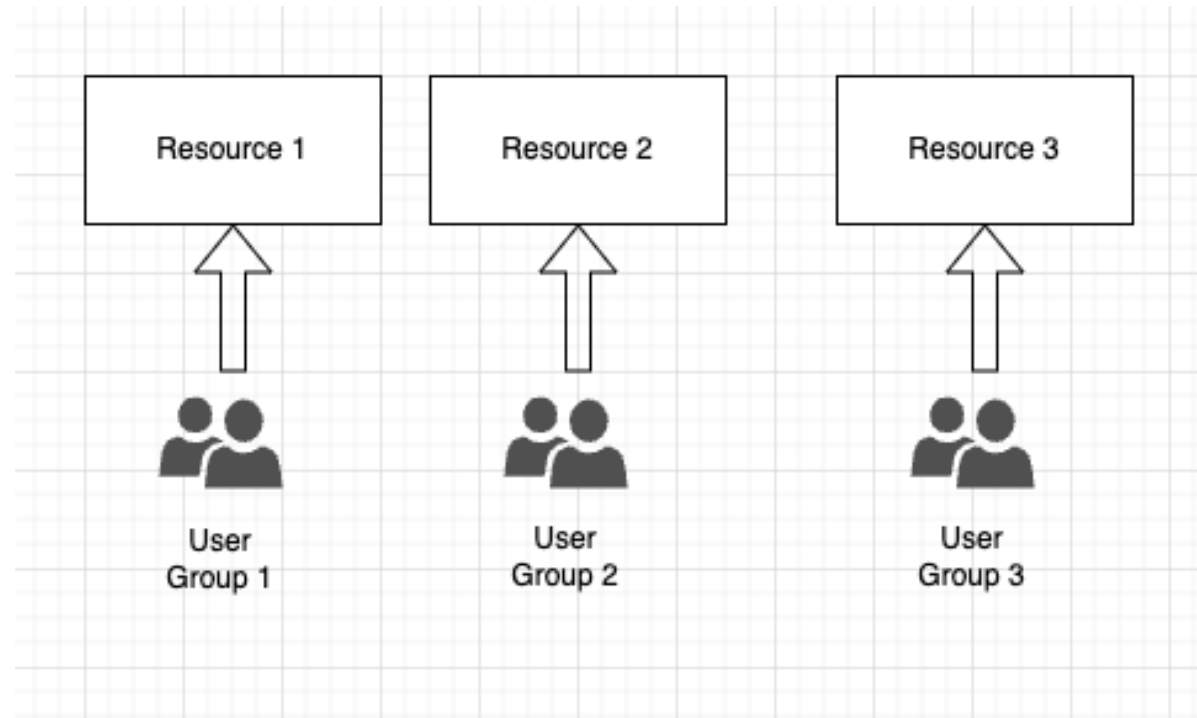 Resource 1
Resource 2
Resource 3
User
Group 1
User
Group 2
User
Group 3